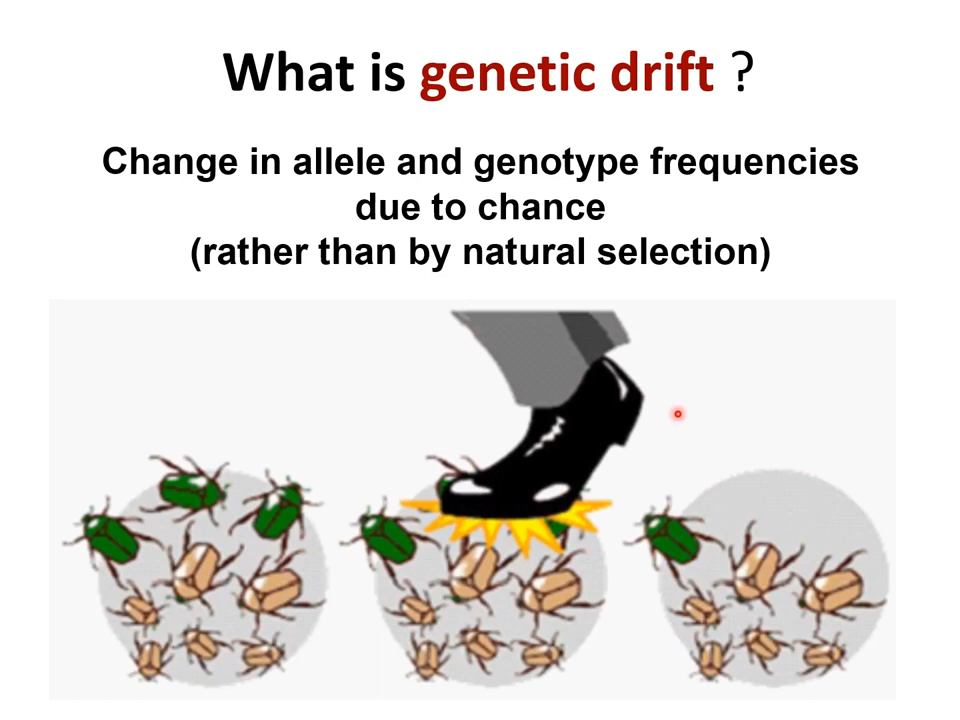 What is genetic drift ?
Change in allele and genotype frequencies
due to chance
(rather than by natural selection)